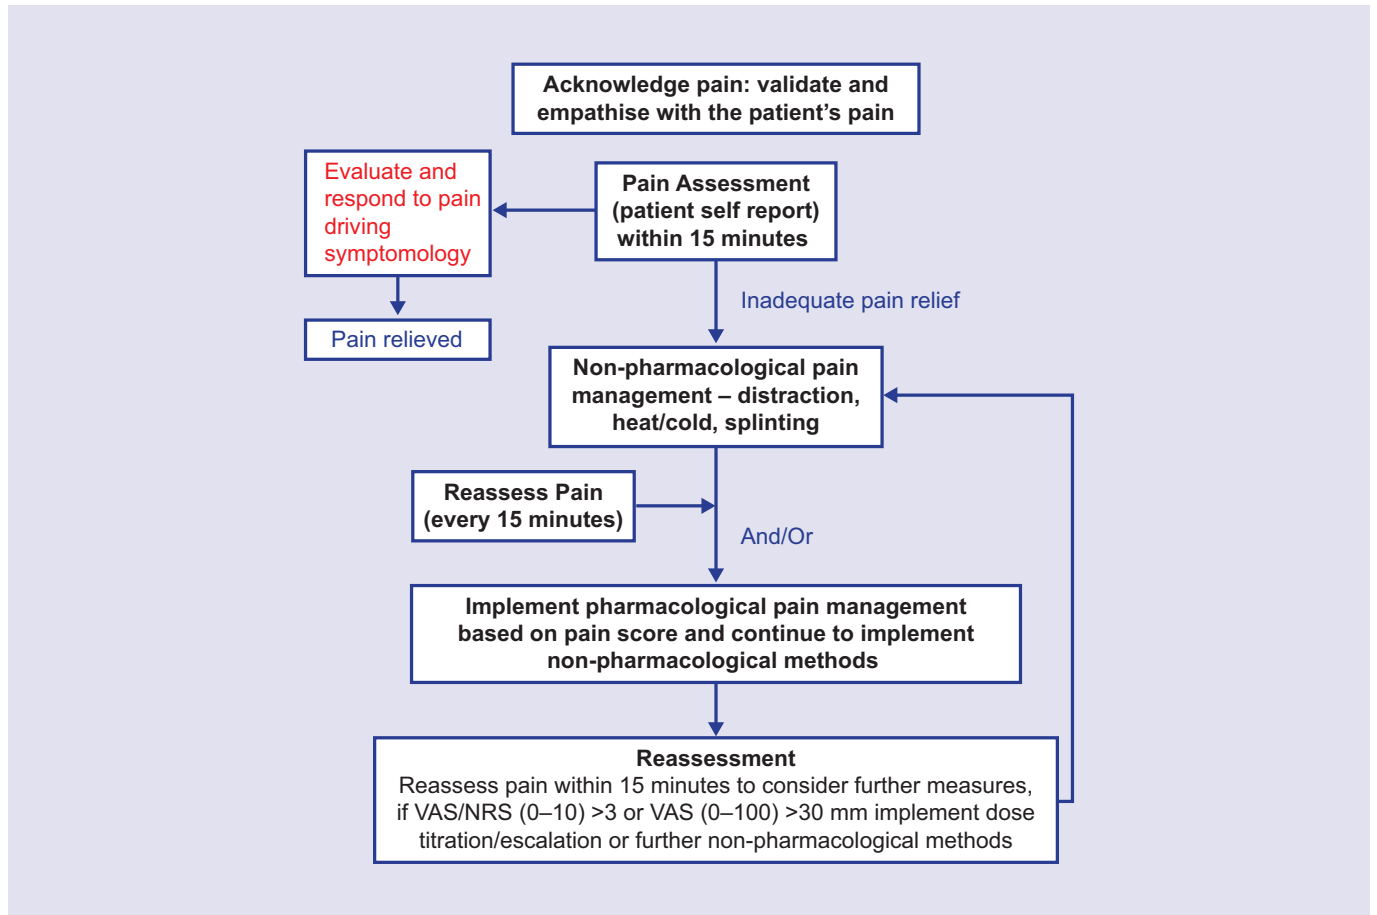 Acknowledge pain: validate and
empathise with the patient's pain
Evaluate and
respond to pain
driving
symptomology
Pain Assessment
(patient self report)
within 15 minutes
Inadequate pain relief
Pain relieved
Non-pharmacological pain
management – distraction,
heat/cold, splinting
Reassess Pain
(every 15 minutes)
And/Or
Implement pharmacological pain management
based on pain score and continue to implement
non-pharmacological methods
Reassessment
Reassess pain within 15 minutes to consider further measures,
if VAS/NRS (0–10) >3 or VAS (0–100) >30 mm implement dose
titration/escalation or further non-pharmacological methods